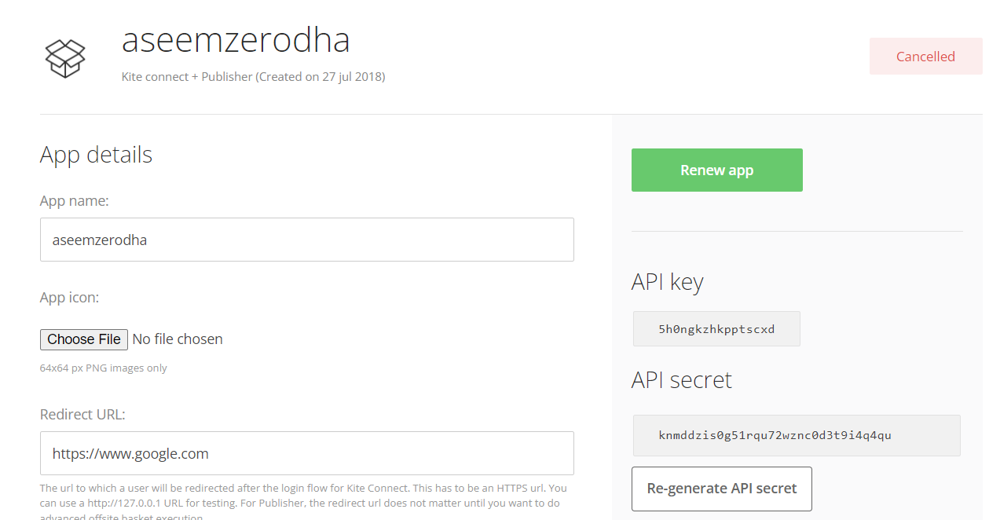 aseemzerodha
Kite connect + Publisher (Created on 27 jul 2018)
Cancelled
App details
App name:
aseemzerodha
App icon:
Choose File No file chosen
64x64 px PNG images only
Redirect URL:
https://www.google.com
The url to which a user will be redirected after the login flow for Kite Connect. This has to be an HTTPS url. You
can use a http://127.0.0.1 URL for testing. For Publisher, the redirect url does not matter until you want to do
advanced offsite basket execution.
Renew app
API key
5h0ngkzhkpptscxd
API secret
knmddzis0g51rqu72wznc0d3t9i4q4qu
Re-generate API secret